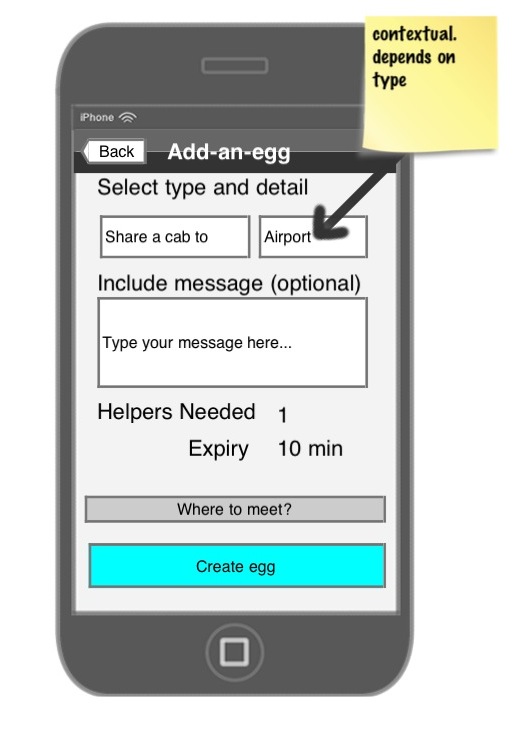 contextual.
depends on
type
iPhone
Back Add-an-egg
Select type and detail
Share a cab to Airport
Include message (optional)
Type your message here...
Helpers Needed 1
Expiry 10 min
Where to meet?
Create egg